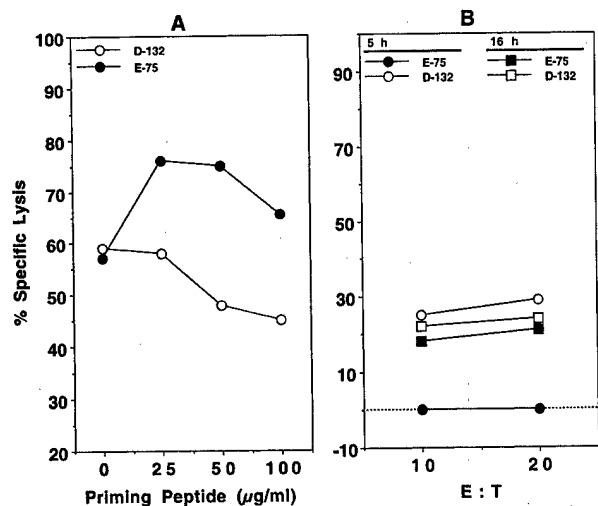 A
100
90
80
70
60
50
40
30
20
% Specific Lysis
D-132
E-75
0 25 50 100
Priming Peptide (µg/ml)
B
5 h 16 h
E-75 E-75
D-132 D-132
90
70
50
30
10
-10
10 20
E : T